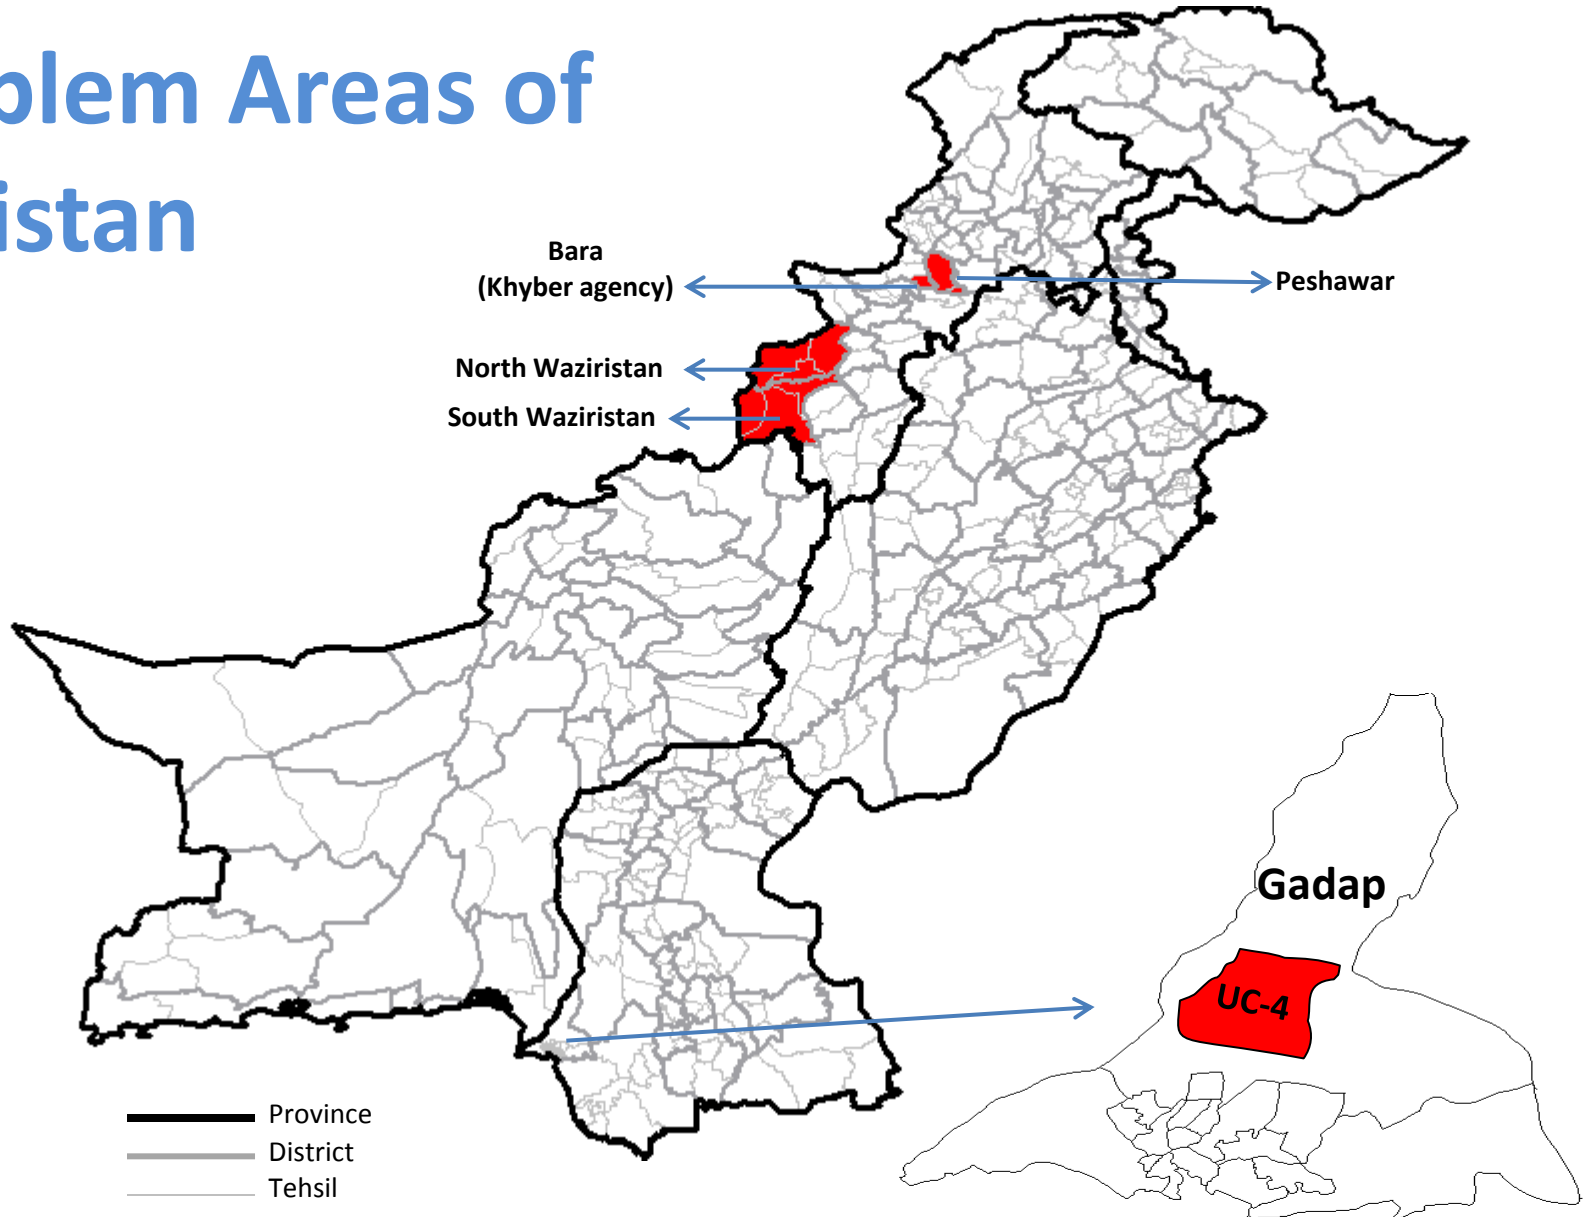 blem Areas of
istan
Bara
(Khyber agency)
Peshawar
North Waziristan
South Waziristan
Gadap
UC-4
Province
District
Tehsil